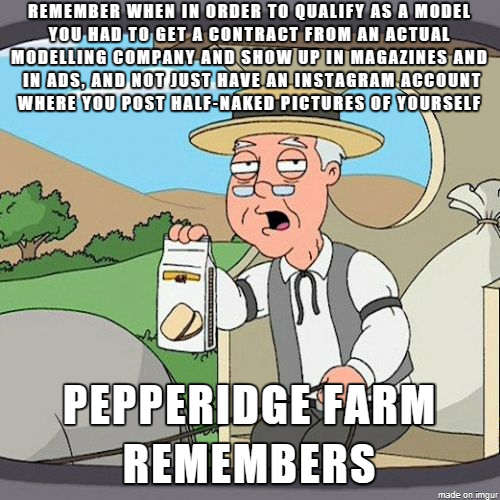 REMEMBER WHEN IN ORDER TO QUALIFY AS A MODEL
YOU HAD TO GET A CONTRACT FROM AN ACTUAL
MODELLING COMPANY AND SHOW UP IN MAGAZINES AND
IN ADS, AND NOT JUST HAVE AN INSTAGRAM ACCOUNT
WHERE YOU POST HALF-NAKED PICTURES OF YOURSELF
PEPPERIDGE FARM
REMEMBERS
made on imgur